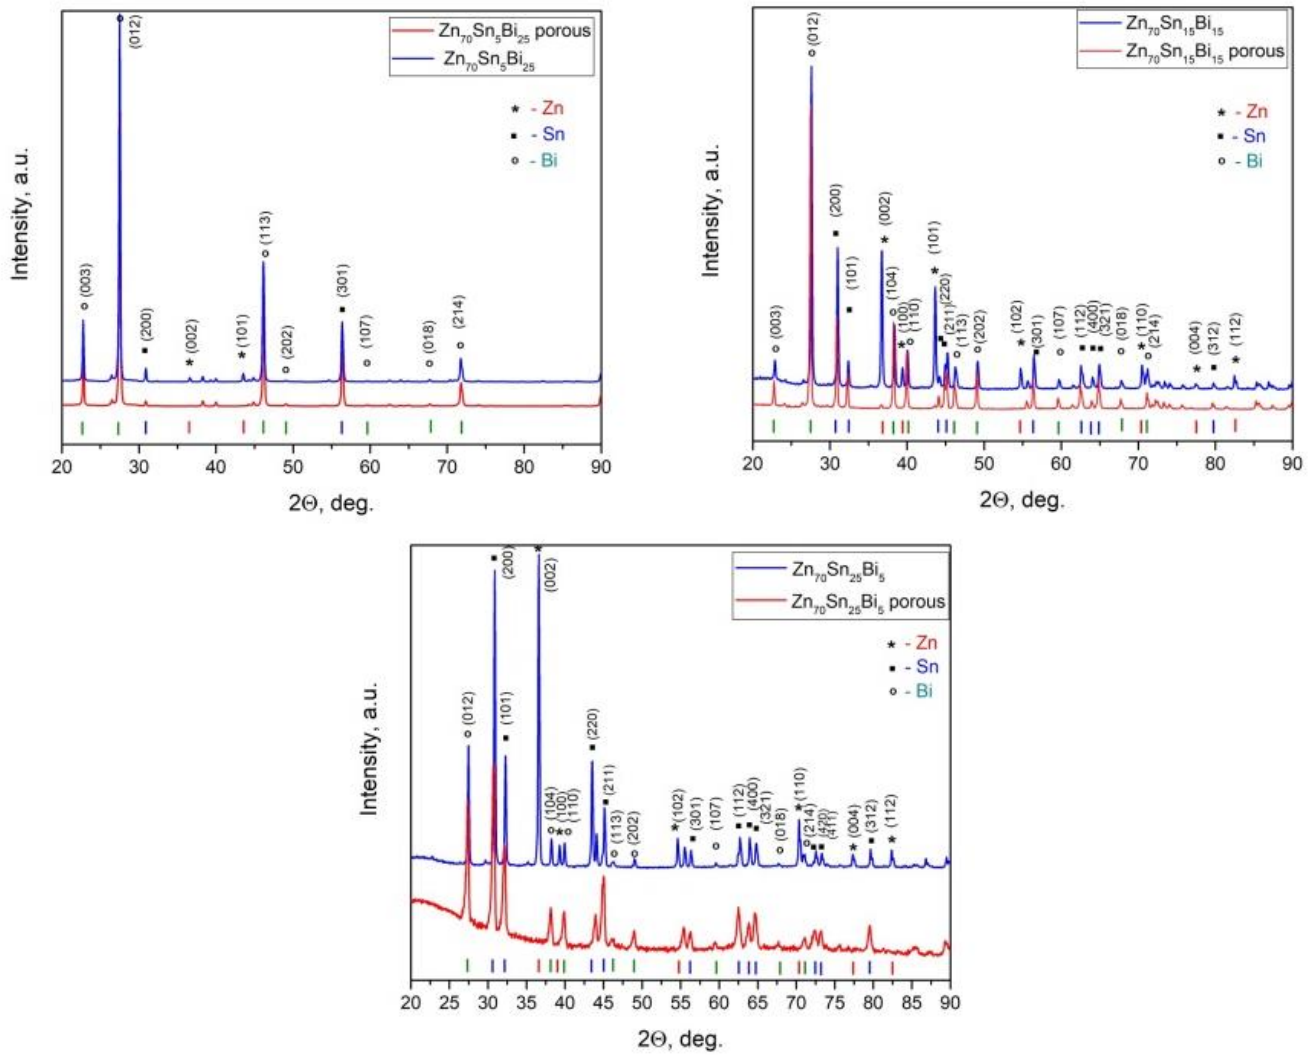 Intensity, a.u.
Zn70Sn5Bi25 porous
Zn70Sn5Bi25
* - Zn
▪ - Sn
o - Bi
(003)
(012)
(200)
(002)
(101)
(113)
(202)
(301)
(107)
(018)
(214)
20 30 40 50 60 70 80 90
2Θ, deg.
Intensity, a.u.
Zn70Sn15Bi15
Zn70Sn15Bi15 porous
* - Zn
▪ - Sn
o - Bi
(003)
(012)
(200)
(101)
(002)
(104)
(100)
(110)
(101)
(211)
(220)
(113)
(202)
(102)
(301)
(107)
(112)
(400)
(321)
(018)
(110)
(214)
(004)
(312)
(112)
20 30 40 50 60 70 80 90
2Θ, deg.
Intensity, a.u.
Zn70Sn25Bi5
Zn70Sn25Bi5 porous
* - Zn
▪ - Sn
o - Bi
(012)
(200)
(101)
(002)
(104)
(100)
(110)
(220)
(211)
(113)
(202)
(102)
(301)
(107)
(112)
(400)
(321)
(018)
(110)
(214)
(420)
(411)
(004)
(312)
(112)
20 25 30 35 40 45 50 55 60 65 70 75 80 85 90
2Θ, deg.